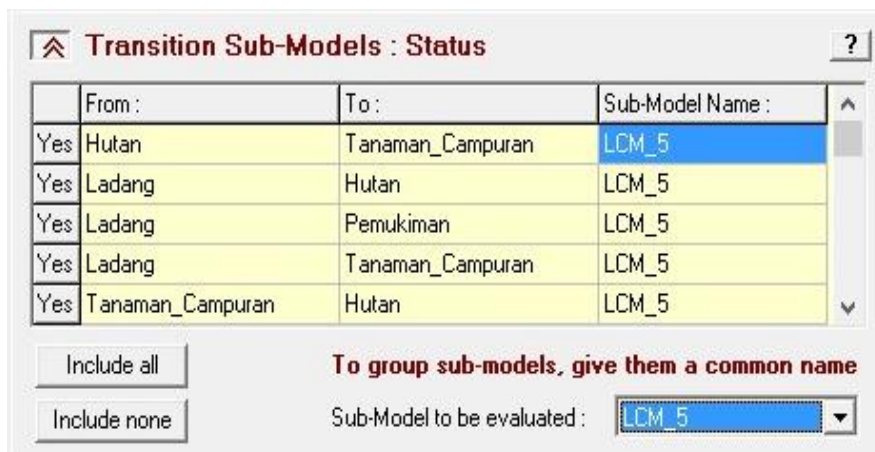 Transition Sub-Models : Status ?
From : To : Sub-Model Name :
Yes Hutan Tanaman_Campuran LCM_5
Yes Ladang Hutan LCM_5
Yes Ladang Pemukiman LCM_5
Yes Ladang Tanaman_Campuran LCM_5
Yes Tanaman_Campuran Hutan LCM_5
Include all To group sub-models, give them a common name
Include none Sub-Model to be evaluated : LCM_5